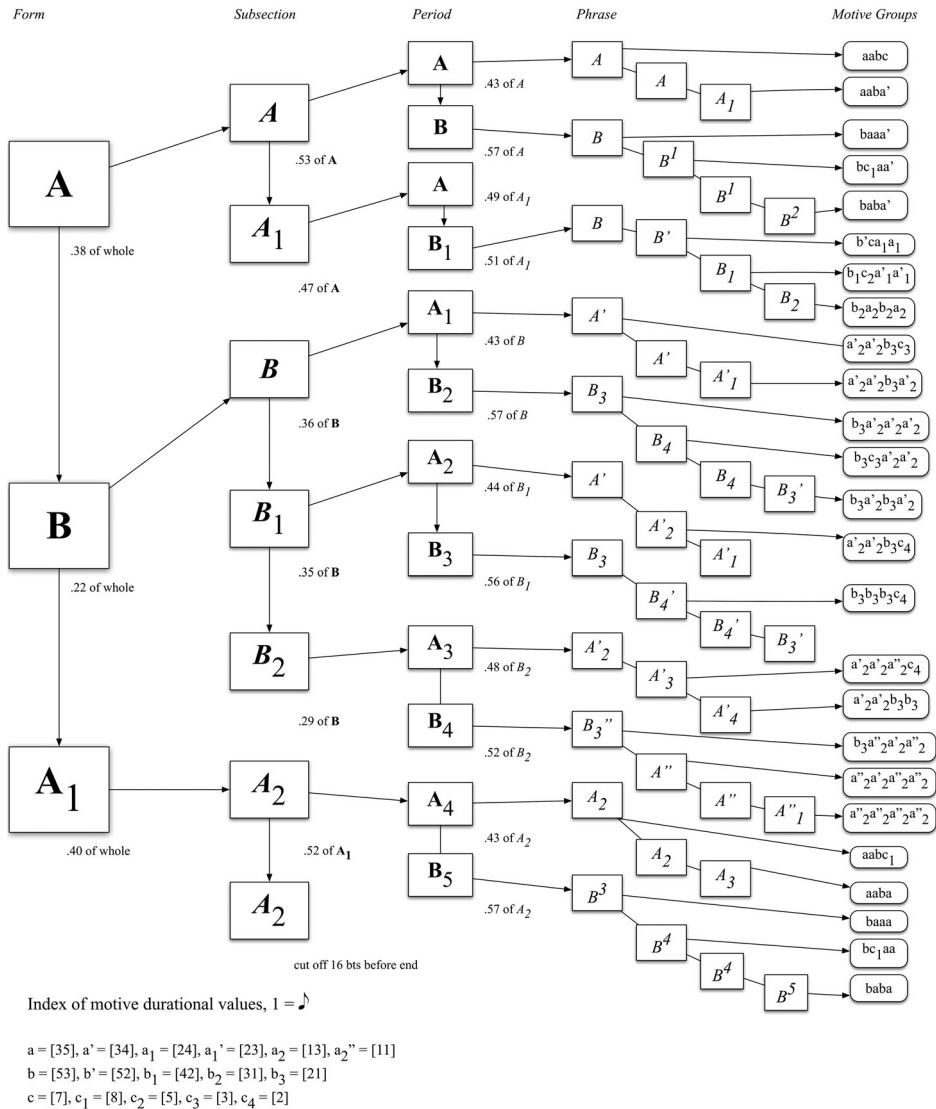 Form Subsection Period Phrase Motive Groups
A
.38 of whole
B
.22 of whole
A1
.40 of whole
A
.53 of A
A1
.47 of A
B
.36 of B
B1
.35 of B
B2
.29 of B
A2
.52 of A1
A2
cut off 16 bts before end
A
.43 of A
B
.57 of A
A
.49 of A1
B1
.51 of A1
A1
.43 of B
B2
.57 of B
A2
.44 of B1
B3
.56 of B1
A3
.48 of B2
B4
.52 of B2
A4
.43 of A2
B5
.57 of A2
A
A
A1
B
B1
B1
B2
B
B'
B1
B2
A'
A'
A'1
B3
B4
B4
B3'
A'
A'2
A'1
B3
B4'
B4'
B3'
A'2
A'3
A'4
B3''
A''
A''
A''1
A2
A2
A3
B3
B4
B4
B5
aabc
aaba'
baaa'
bc1aa'
baba'
b'ca1a1
b1c2a'1a'1
b2a2b2a2
a'2a'2b3c3
a'2a'2b3a'2
b3a'2a'2a'2
b3c3a'2a'2
b3a'2b3a'2
a'2a'2b3c4
b3b3b3c4
a'2a'2a''2c4
a'2a'2b3b3
b3a''2a'2a''2
a''2a'2a''2a''2
a''2a''2a''2a''2
aabc1
aaba
baaa
bc1aa
baba
Index of motive durational values, 1 = ♪
a = [35], a' = [34], a1 = [24], a1' = [23], a2 = [13], a2'' = [11]
b = [53], b' = [52], b1 = [42], b2 = [31], b3 = [21]
c = [7], c1 = [8], c2 = [5], c3 = [3], c4 = [2]